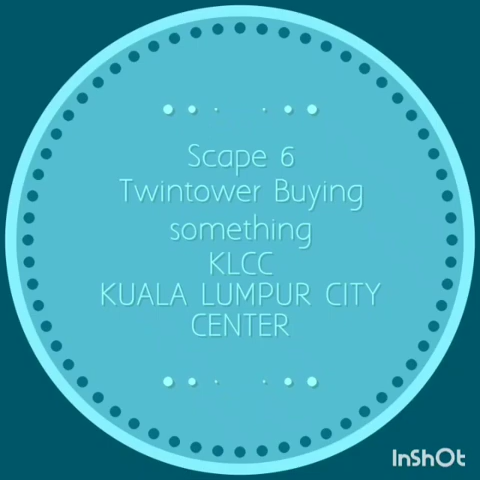 Scape 6
Twintower Buying
something
KLCC
KUALA LUMPUR CITY
CENTER
InShOt